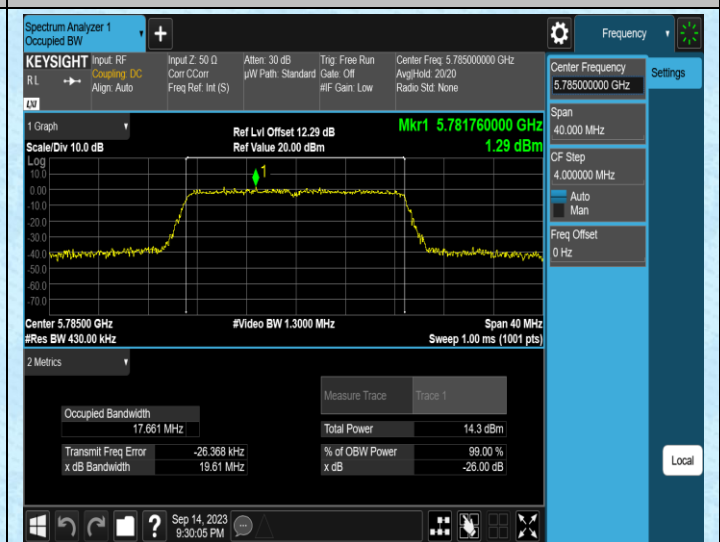 Spectrum Analyzer 1
Occupied BW
+
Frequency
KEYSIGHT
R L
LXI
Input: RF
Coupling: DC
Align: Auto
Input Z: 50 Ω
Corr CCorr
Freq Ref: Int (S)
Atten: 30 dB
µW Path: Standard
Trig: Free Run
Gate: Off
#IF Gain: Low
Center Freq: 5.785000000 GHz
Avg|Hold: 20/20
Radio Std: None
Center Frequency
5.785000000 GHz
Settings
Span
40.000 MHz
CF Step
4.000000 MHz
Auto
Man
Freq Offset
0 Hz
1 Graph
Scale/Div 10.0 dB
Ref Lvl Offset 12.29 dB
Ref Value 20.00 dBm
Mkr1 5.781760000 GHz
1.29 dBm
Log
10.0
0.00
-10.0
-20.0
-30.0
-40.0
-50.0
-60.0
-70.0
1
Center 5.78500 GHz
#Res BW 430.00 kHz
#Video BW 1.3000 MHz
Span 40 MHz
Sweep 1.00 ms (1001 pts)
2 Metrics
Measure Trace
Trace 1
Occupied Bandwidth
17.661 MHz
Total Power
14.3 dBm
Transmit Freq Error
-26.368 kHz
% of OBW Power
99.00 %
x dB Bandwidth
19.61 MHz
x dB
-26.00 dB
Local
?
Sep 14, 2023
9:30:05 PM